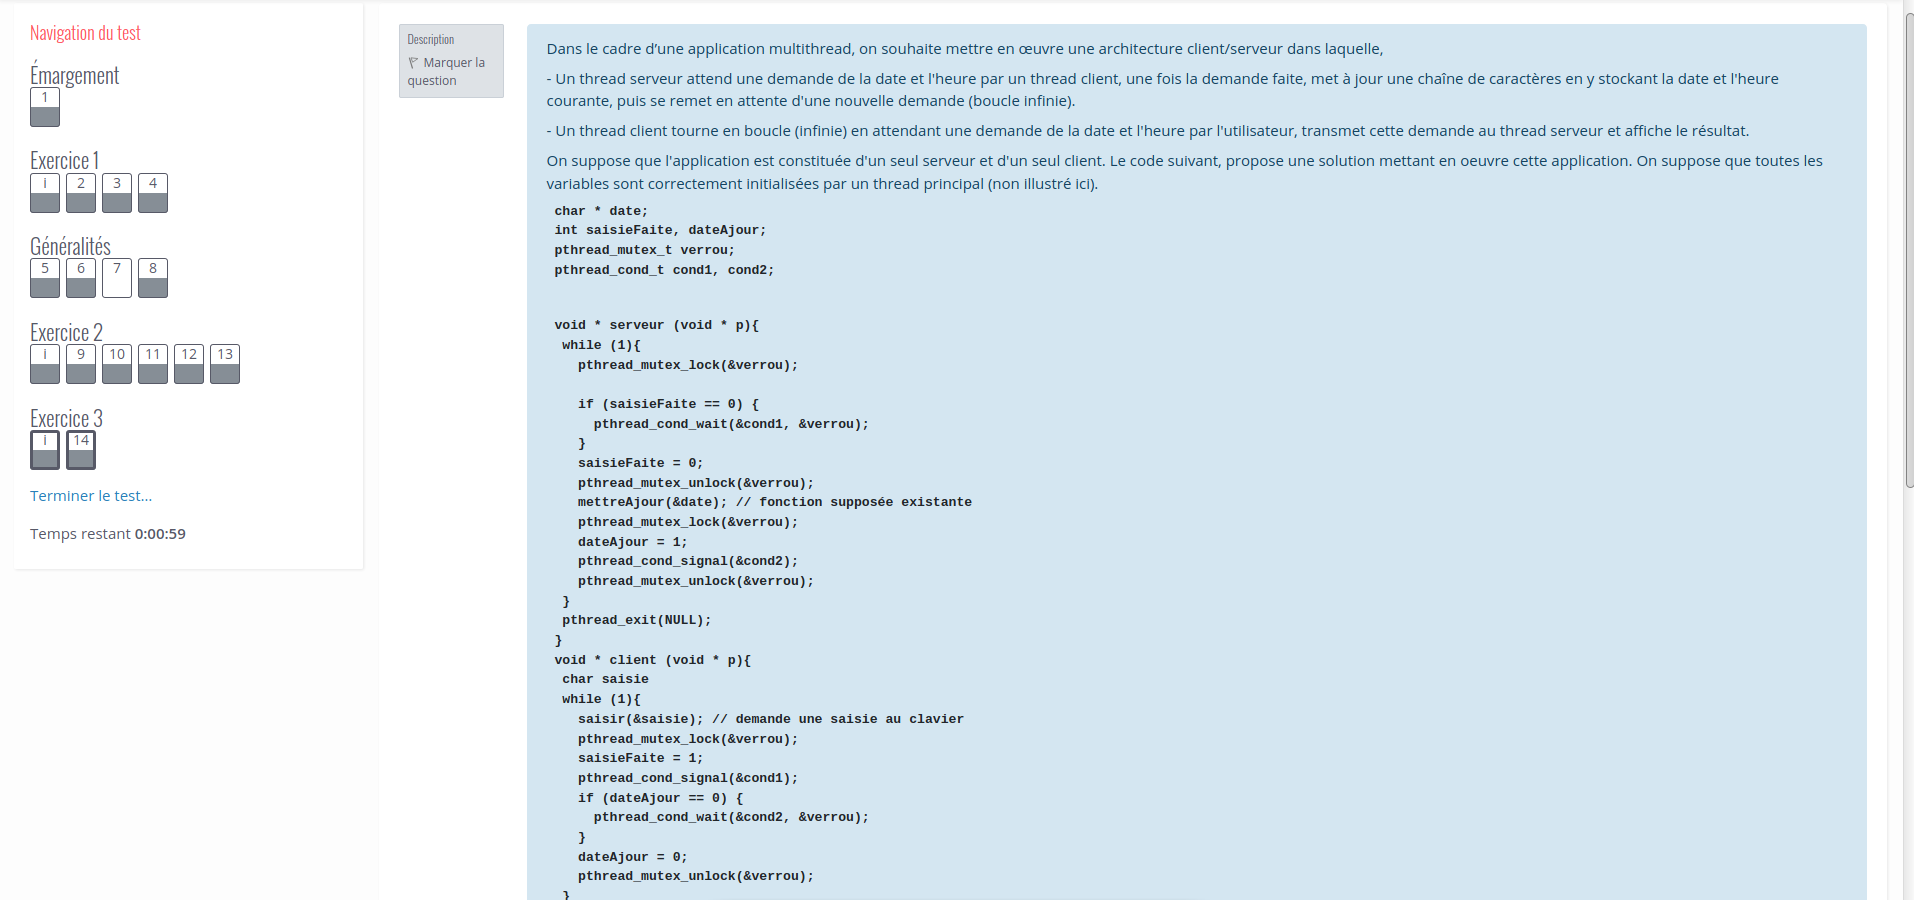 Navigation du test
Émargement
1
Exercice 1
i 2 3 4
Généralités
5 6 7 8
Exercice 2
i 9 10 11 12 13
Exercice 3
i 14
Terminer le test...
Temps restant 0:00:59
Description
Marquer la
question
Dans le cadre d’une application multithread, on souhaite mettre en œuvre une architecture client/serveur dans laquelle,
- Un thread serveur attend une demande de la date et l'heure par un thread client, une fois la demande faite, met à jour une chaîne de caractères en y stockant la date et l'heure
courante, puis se remet en attente d'une nouvelle demande (boucle infinie).
- Un thread client tourne en boucle (infinie) en attendant une demande de la date et l'heure par l'utilisateur, transmet cette demande au thread serveur et affiche le résultat.
On suppose que l'application est constituée d'un seul serveur et d'un seul client. Le code suivant, propose une solution mettant en oeuvre cette application. On suppose que toutes les
variables sont correctement initialisées par un thread principal (non illustré ici).
char * date;
int saisieFaite, dateAjour;
pthread_mutex_t verrou;
pthread_cond_t cond1, cond2;
void * serveur (void * p){
while (1){
pthread_mutex_lock(&verrou);
if (saisieFaite == 0) {
pthread_cond_wait(&cond1, &verrou);
}
saisieFaite = 0;
pthread_mutex_unlock(&verrou);
mettreAjour(&date); // fonction supposée existante
pthread_mutex_lock(&verrou);
dateAjour = 1;
pthread_cond_signal(&cond2);
pthread_mutex_unlock(&verrou);
}
pthread_exit(NULL);
}
void * client (void * p){
char saisie
while (1){
saisir(&saisie); // demande une saisie au clavier
pthread_mutex_lock(&verrou);
saisieFaite = 1;
pthread_cond_signal(&cond1);
if (dateAjour == 0) {
pthread_cond_wait(&cond2, &verrou);
}
dateAjour = 0;
pthread_mutex_unlock(&verrou);
}